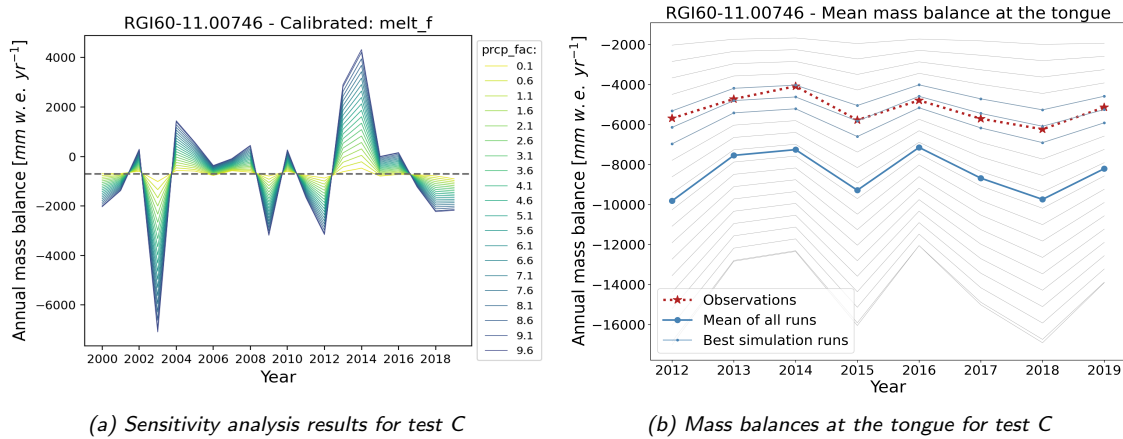 RGI60-11.00746 - Calibrated: melt_f
Annual mass balance [mm w. e. yr⁻¹]
4000
2000
0
−2000
−4000
−6000
2000 2002 2004 2006 2008 2010 2012 2014 2016 2018
Year
prcp_fac:
0.1
0.6
1.1
1.6
2.1
2.6
3.1
3.6
4.1
4.6
5.1
5.6
6.1
6.6
7.1
7.6
8.1
8.6
9.1
9.6
(a) Sensitivity analysis results for test C
RGI60-11.00746 - Mean mass balance at the tongue
Annual mass balance [mm w. e. yr⁻¹]
−2000
−4000
−6000
−8000
−10000
−12000
−14000
−16000
Observations
Mean of all runs
Best simulation runs
2012 2013 2014 2015 2016 2017 2018 2019
Year
(b) Mass balances at the tongue for test C